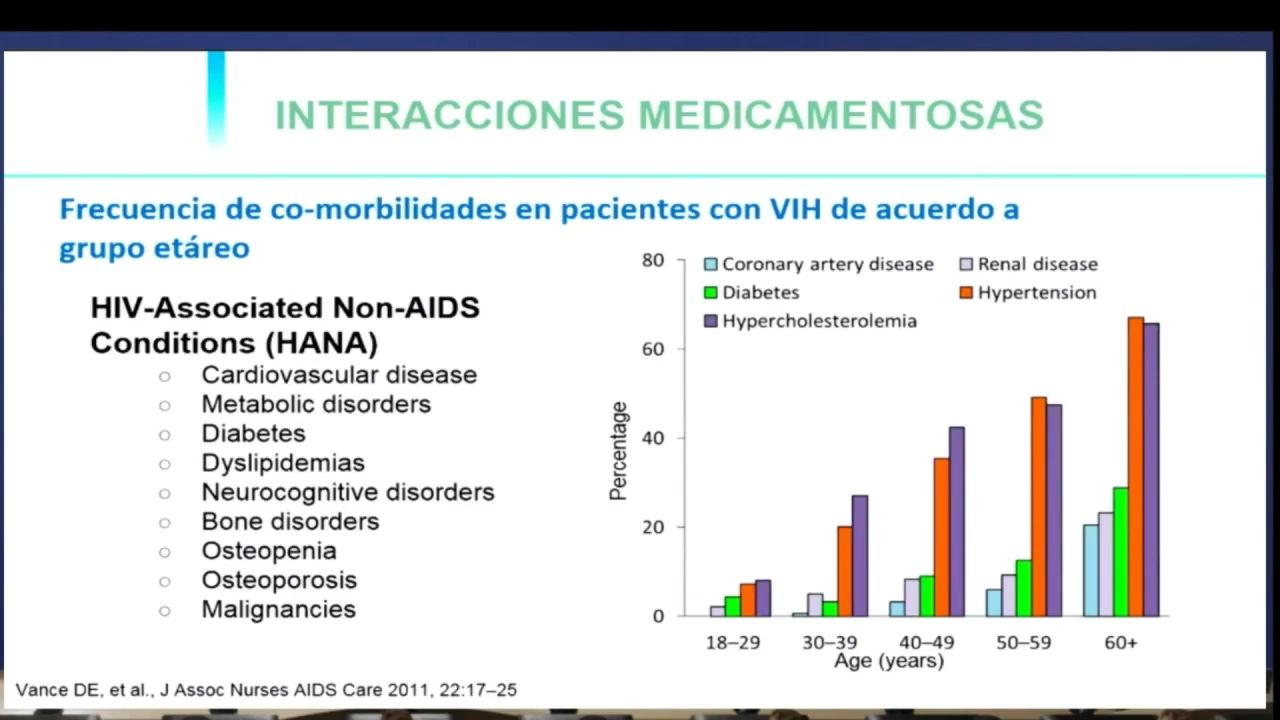 INTERACCIONES MEDICAMENTOSAS
Frecuencia de co-morbilidades en pacientes con VIH de acuerdo a
grupo etáreo
HIV-Associated Non-AIDS
Conditions (HANA)
○ Cardiovascular disease
○ Metabolic disorders
○ Diabetes
○ Dyslipidemias
○ Neurocognitive disorders
○ Bone disorders
○ Osteopenia
○ Osteoporosis
○ Malignancies
Coronary artery disease
Renal disease
Diabetes
Hypertension
Hypercholesterolemia
Percentage
80
60
40
20
0
18–29 30–39 40–49 50–59 60+
Age (years)
Vance DE, et al., J Assoc Nurses AIDS Care 2011, 22:17–25